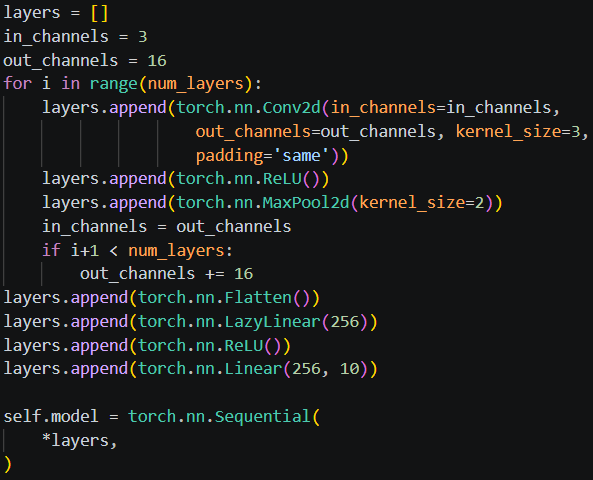 layers = []
in_channels = 3
out_channels = 16
for i in range(num_layers):
    layers.append(torch.nn.Conv2d(in_channels=in_channels,
                                  out_channels=out_channels, kernel_size=3,
                                  padding='same'))
    layers.append(torch.nn.ReLU())
    layers.append(torch.nn.MaxPool2d(kernel_size=2))
    in_channels = out_channels
    if i+1 < num_layers:
        out_channels += 16
layers.append(torch.nn.Flatten())
layers.append(torch.nn.LazyLinear(256))
layers.append(torch.nn.ReLU())
layers.append(torch.nn.Linear(256, 10))

self.model = torch.nn.Sequential(
    *layers,
)